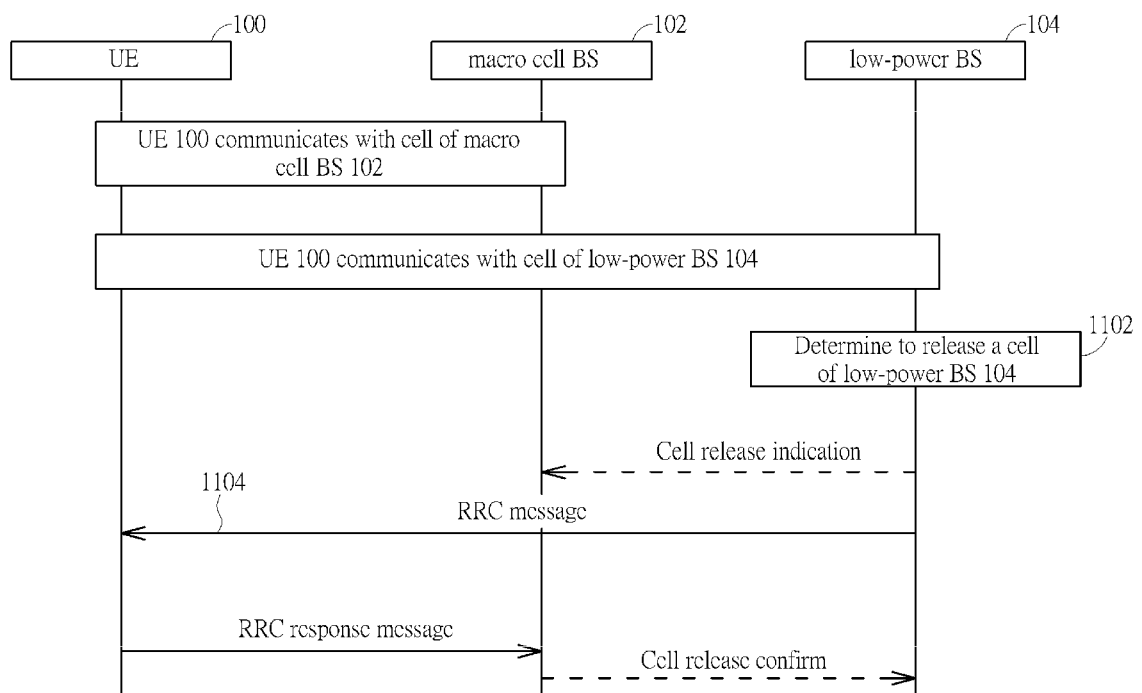 100
102
104
UE
macro cell BS
low-power BS
UE 100 communicates with cell of macro
cell BS 102
UE 100 communicates with cell of low-power BS 104
1102
Determine to release a cell
of low-power BS 104
Cell release indication
1104
RRC message
RRC response message
Cell release confirm